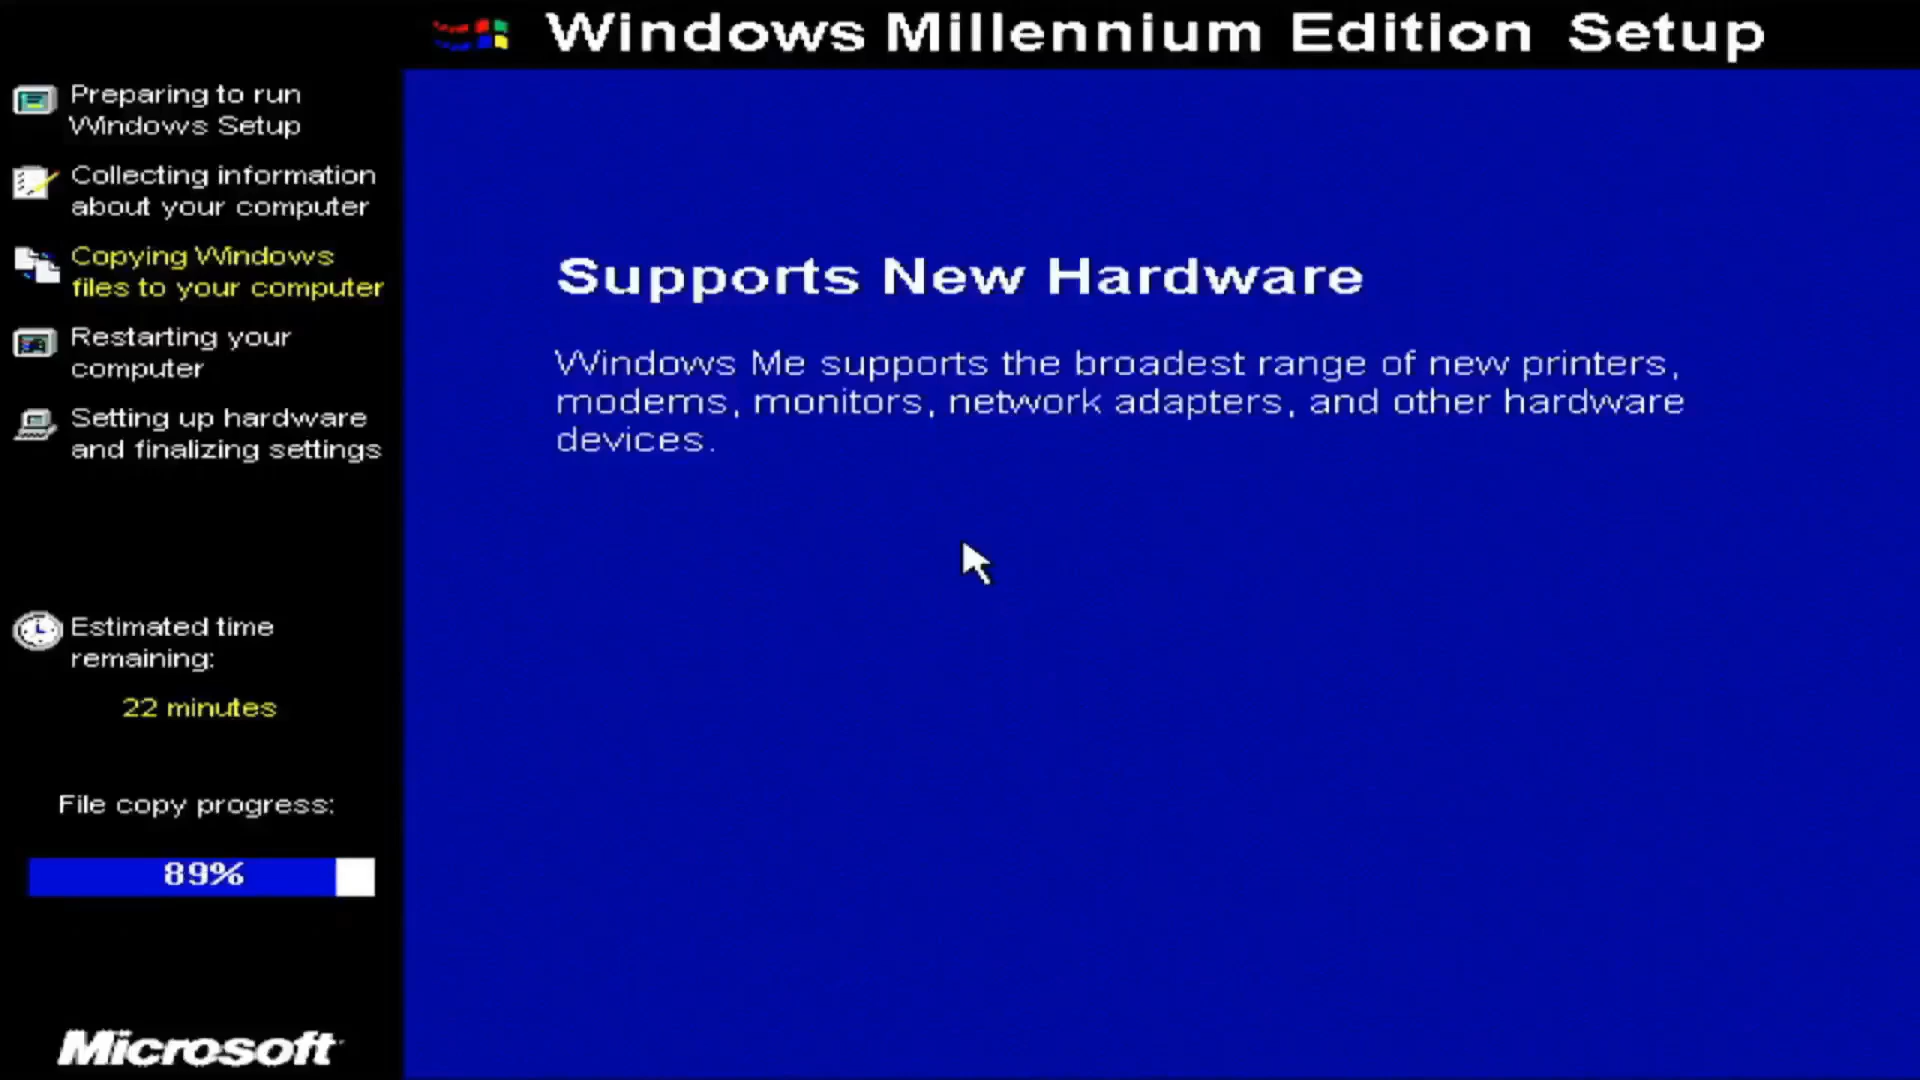 Windows Millennium Edition Setup
Preparing to run
Windows Setup
Collecting information
about your computer
Copying Windows
files to your computer
Restarting your
computer
Setting up hardware
and finalizing settings
Estimated time
remaining:
22 minutes
File copy progress:
89%
Microsoft
Supports New Hardware
Windows Me supports the broadest range of new printers,
modems, monitors, network adapters, and other hardware
devices.